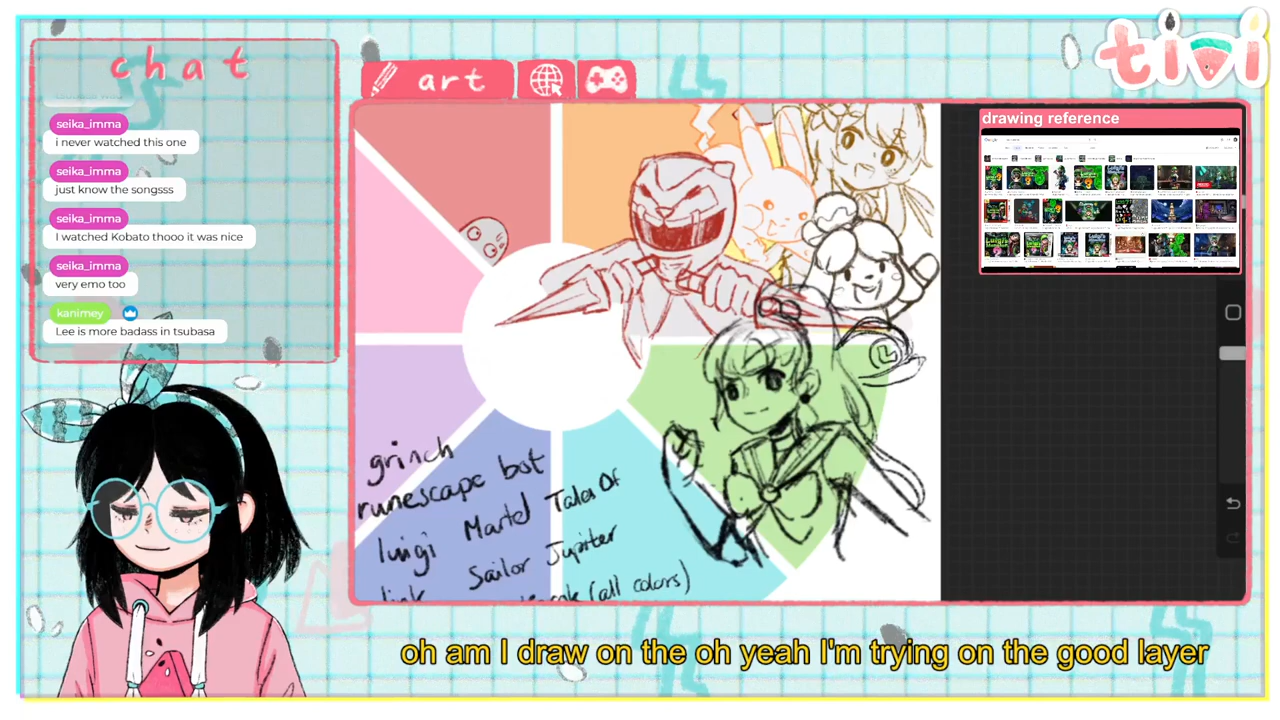 chat
seika_imma
i never watched this one
seika_imma
just know the songsss
seika_imma
I watched Kobato thooo it was nice
seika_imma
very emo too
kanimey
Lee is more badass in tsubasa
art
tivi
drawing reference
L
grinch
runescape bot
luigi
link
Martel Tales Of
Sailor Jupiter
(all colors)
oh am I draw on the oh yeah I'm trying on the good layer